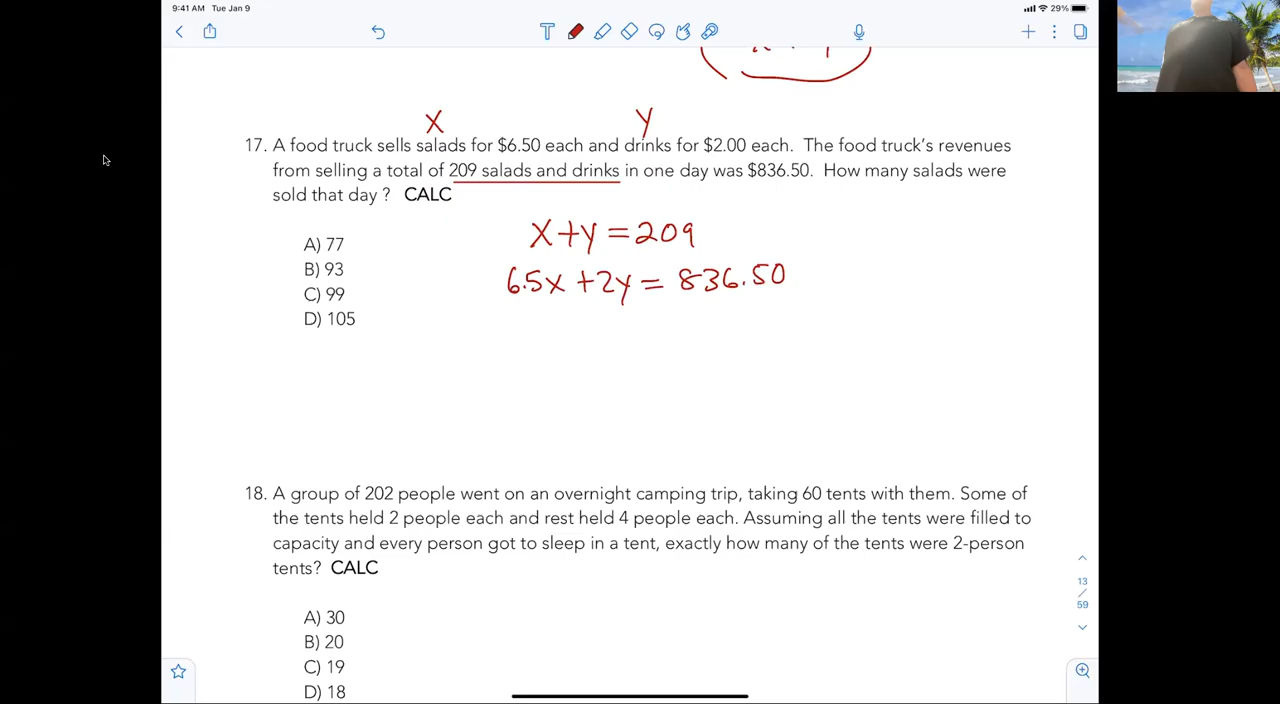 9:41 AM Tue Jan 9
29%
x y
17. A food truck sells salads for $6.50 each and drinks for $2.00 each. The food truck's revenues
from selling a total of 209 salads and drinks in one day was $836.50. How many salads were
sold that day ? CALC
x+y=209
A) 77
B) 93
6.5x+2y=836.50
C) 99
D) 105
18. A group of 202 people went on an overnight camping trip, taking 60 tents with them. Some of
the tents held 2 people each and rest held 4 people each. Assuming all the tents were filled to
capacity and every person got to sleep in a tent, exactly how many of the tents were 2-person
tents? CALC
A) 30
B) 20
C) 19
D) 18
13
/
59